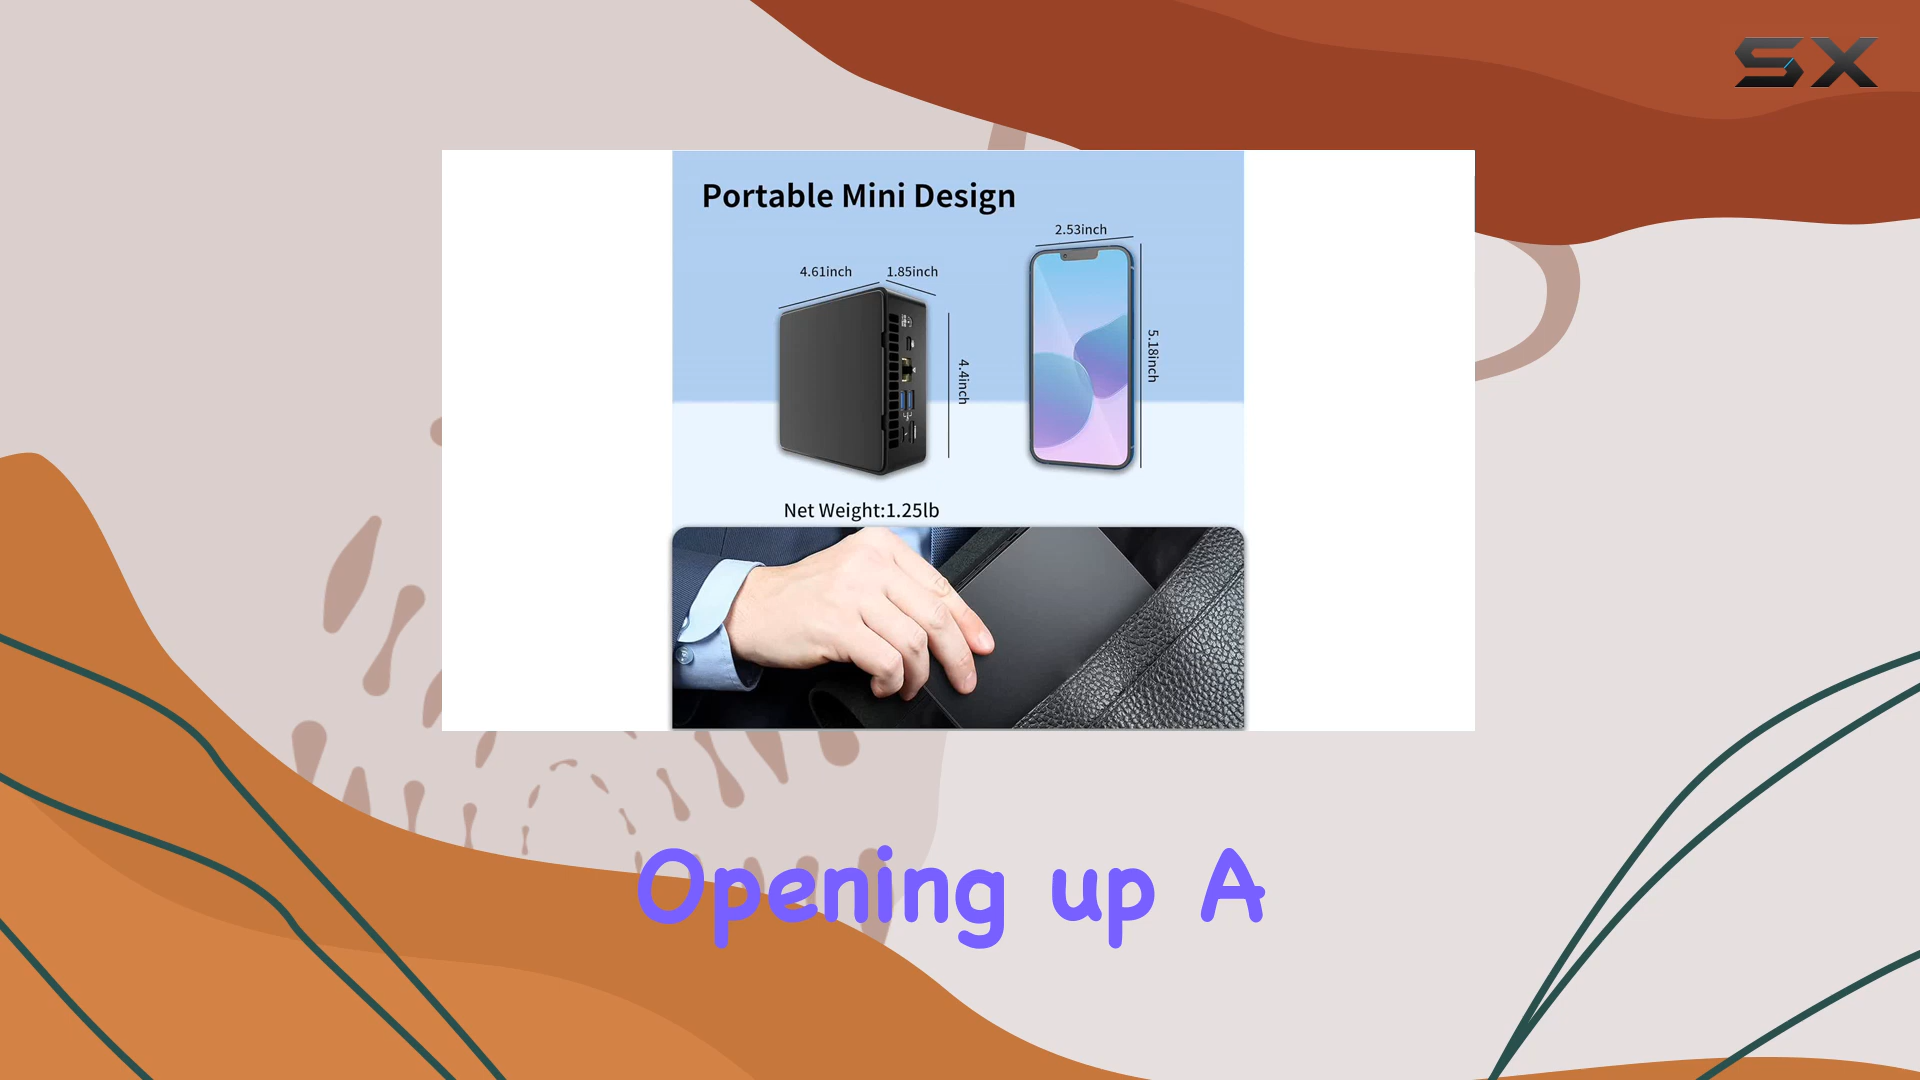 SX
Portable Mini Design
2.53inch
4.61inch 1.85inch
4.4inch
5.18inch
Net Weight:1.25lb
Opening up A